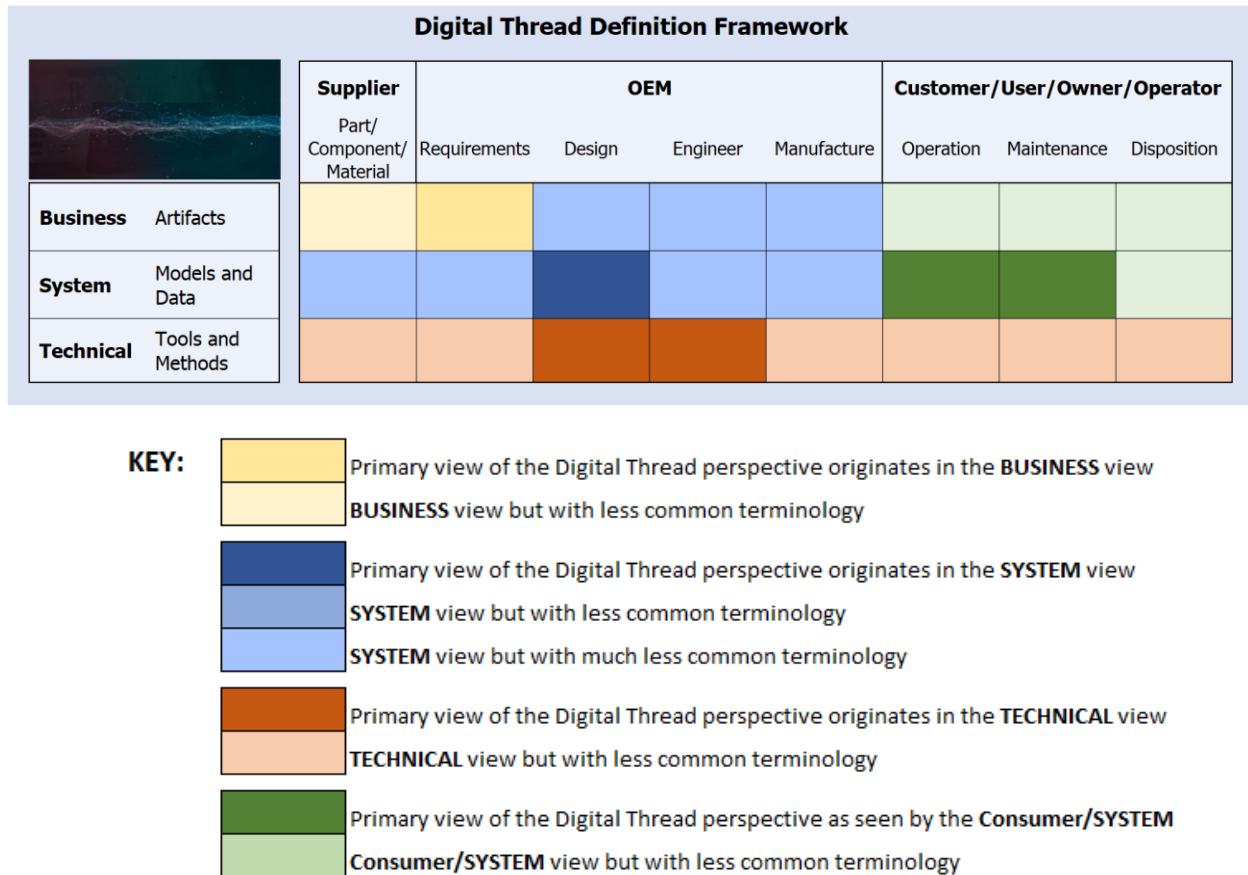 Digital Thread Definition Framework
Supplier OEM Customer/User/Owner/Operator
Part/
Component/ Requirements Design Engineer Manufacture Operation Maintenance Disposition
Material
Business Artifacts
System Models and
Data
Technical Tools and
Methods
KEY:
Primary view of the Digital Thread perspective originates in the BUSINESS view
BUSINESS view but with less common terminology
Primary view of the Digital Thread perspective originates in the SYSTEM view
SYSTEM view but with less common terminology
SYSTEM view but with much less common terminology
Primary view of the Digital Thread perspective originates in the TECHNICAL view
TECHNICAL view but with less common terminology
Primary view of the Digital Thread perspective as seen by the Consumer/SYSTEM
Consumer/SYSTEM view but with less common terminology